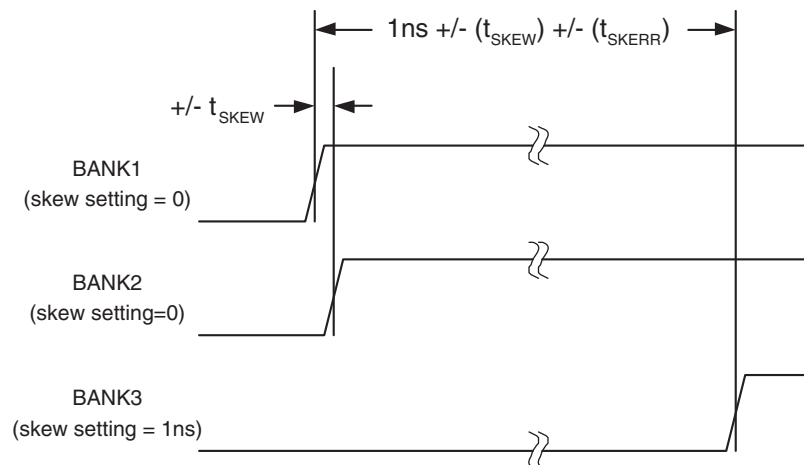 1ns +/- (tSKEW) +/- (tSKERR)
+/- tSKEW
BANK1
(skew setting = 0)
BANK2
(skew setting=0)
BANK3
(skew setting = 1ns)